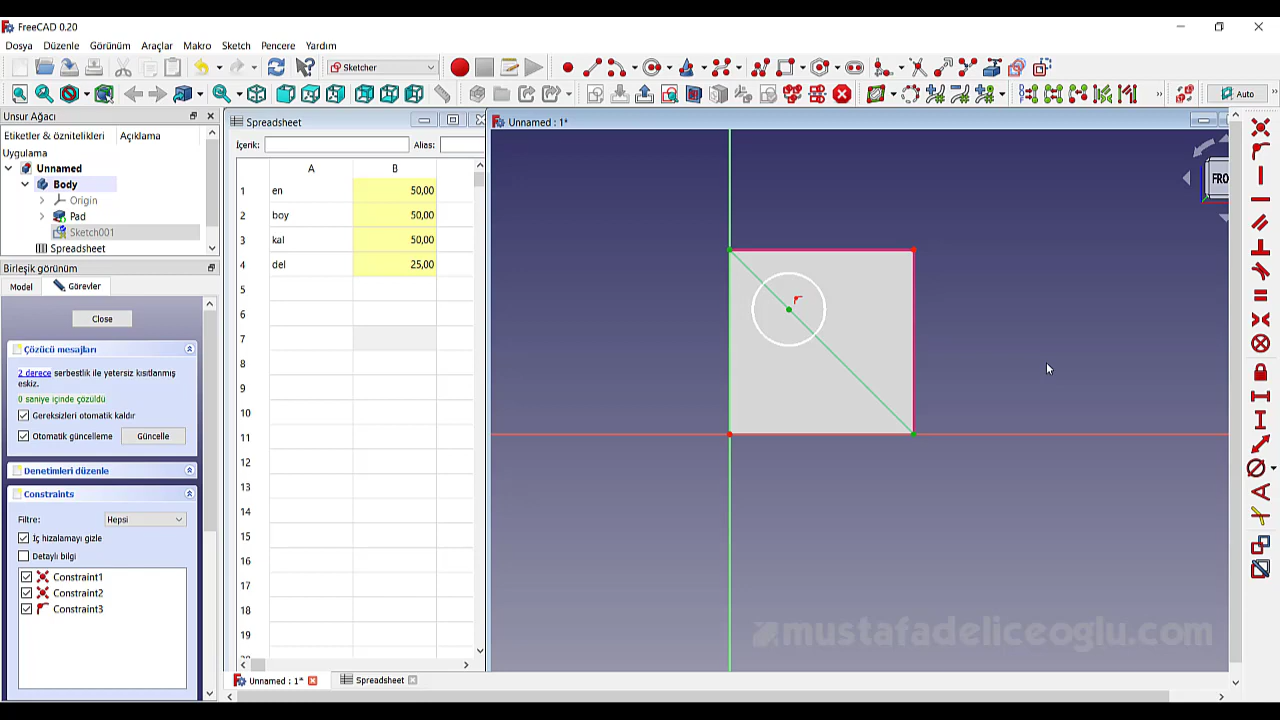 FreeCAD 0.20
Dosya Düzenle Görünüm Araçlar Makro Sketch Pencere Yardım
Sketcher
Auto
Unsur Ağacı
Etiketler & öznitelikleri Açıklama
Uygulama
Unnamed
Body
Origin
Pad
Sketch001
Spreadsheet
Birleşik görünüm
Model Görevler
Close
Çözücü mesajları
2 derece serbestlik ile yetersiz kısıtlanmış
eskiz.
0 saniye içinde çözüldü
Gereksizleri otomatik kaldır
Otomatik güncelleme Güncelle
Denetimleri düzenle
Constraints
Filtre: Hepsi
İç hizalamayı gizle
Detaylı bilgi
Constraint1
Constraint2
Constraint3
Spreadsheet
İçerik: Alias:
A B
1 en 50,00
2 boy 50,00
3 kal 50,00
4 del 25,00
5
6
7
8
9
10
11
12
13
14
15
16
17
18
19
Unnamed : 1*
FRO
mustafadeliceoglu.com
Unnamed : 1* Spreadsheet